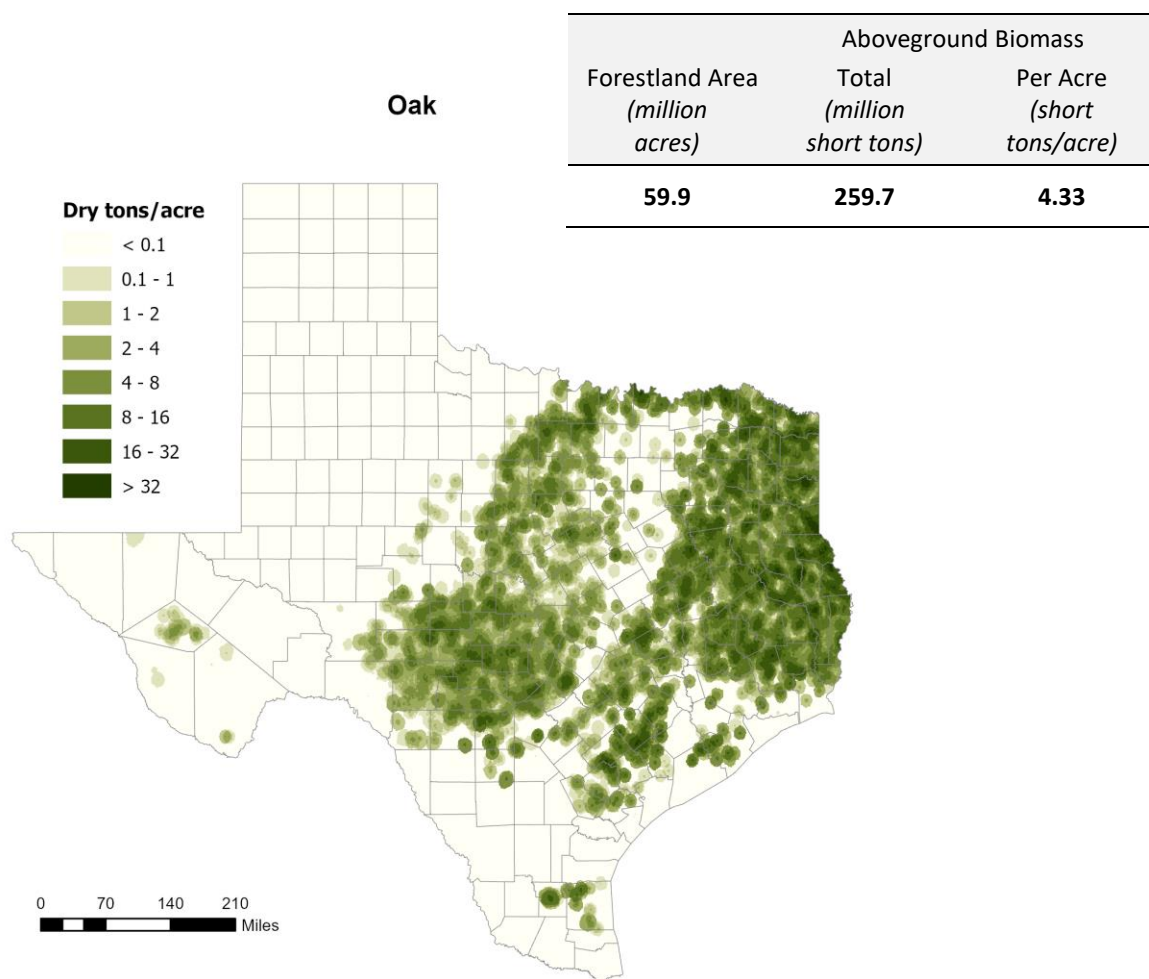 Aboveground Biomass
Forestland Area Total Per Acre
(million (million (short
acres) short tons) tons/acre)
59.9 259.7 4.33
Oak
Dry tons/acre
< 0.1
0.1 - 1
1 - 2
2 - 4
4 - 8
8 - 16
16 - 32
> 32
0 70 140 210
Miles